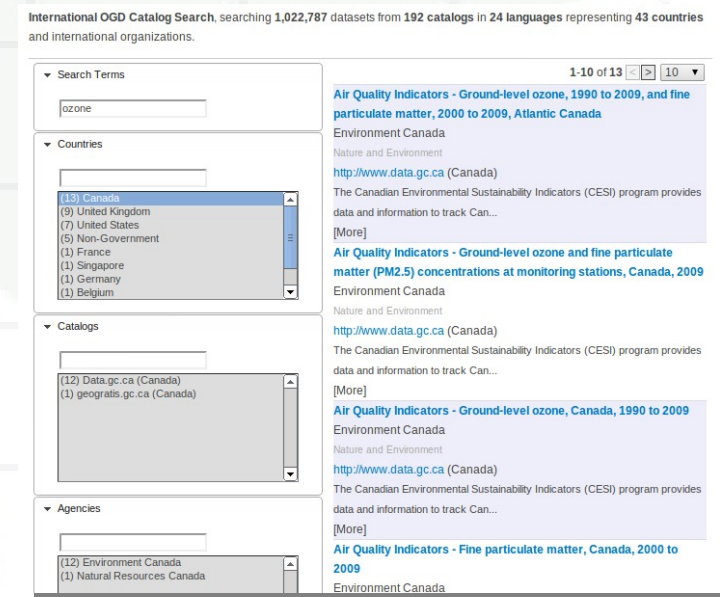 International OGD Catalog Search, searching 1,022,787 datasets from 192 catalogs in 24 languages representing 43 countries
and international organizations.
Search Terms
ozone
Countries
(13) Canada
(9) United Kingdom
(7) United States
(5) Non-Government
(1) France
(1) Singapore
(1) Germany
(1) Belgium
Catalogs
(12) Data.gc.ca (Canada)
(1) geogratis.gc.ca (Canada)
Agencies
(12) Environment Canada
(1) Natural Resources Canada
1-10 of 13 < > 10
Air Quality Indicators - Ground-level ozone, 1990 to 2009, and fine
particulate matter, 2000 to 2009, Atlantic Canada
Environment Canada
Nature and Environment
http://www.data.gc.ca (Canada)
The Canadian Environmental Sustainability Indicators (CESI) program provides
data and information to track Can...
[More]
Air Quality Indicators - Ground-level ozone and fine particulate
matter (PM2.5) concentrations at monitoring stations, Canada, 2009
Environment Canada
Nature and Environment
http://www.data.gc.ca (Canada)
The Canadian Environmental Sustainability Indicators (CESI) program provides
data and information to track Can...
[More]
Air Quality Indicators - Ground-level ozone, Canada, 1990 to 2009
Environment Canada
Nature and Environment
http://www.data.gc.ca (Canada)
The Canadian Environmental Sustainability Indicators (CESI) program provides
data and information to track Can...
[More]
Air Quality Indicators - Fine particulate matter, Canada, 2000 to
2009
Environment Canada